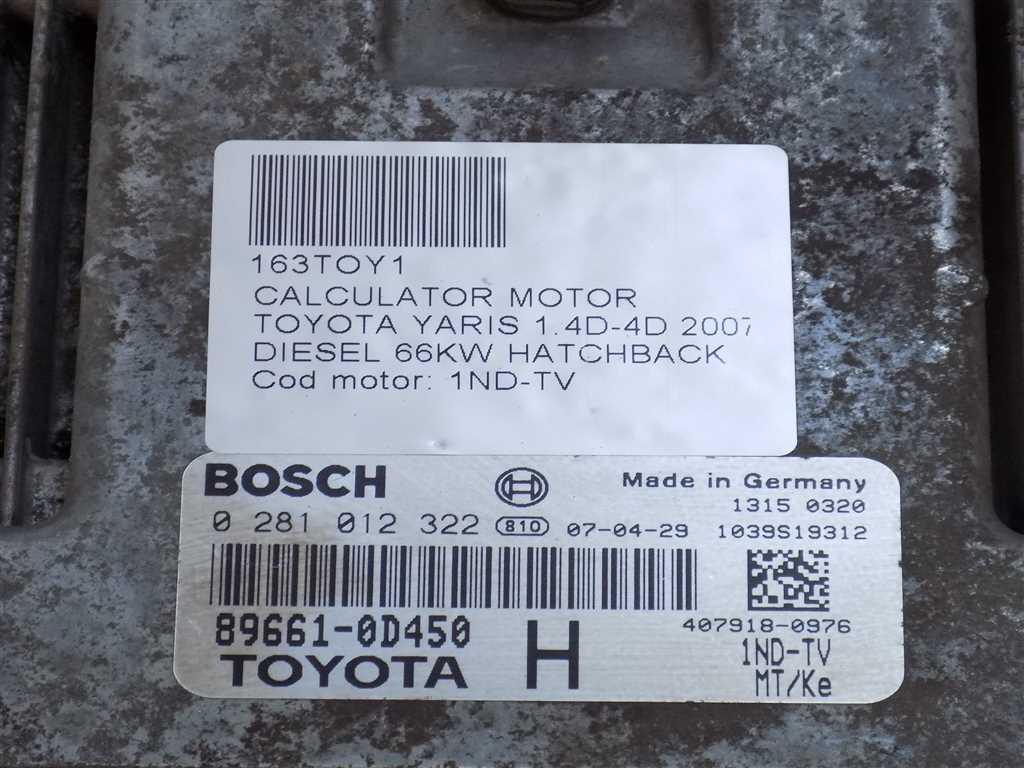 163TOY1
CALCULATOR MOTOR
TOYOTA YARIS 1.4D-4D 2007
DIESEL 66KW HATCHBACK
Cod motor: 1ND-TV
BOSCH Made in Germany
1315 0320
0 281 012 322 810 07-04-29 1039S19312
407918-0976
89661-0D450 H 1ND-TV
TOYOTA MT/Ke